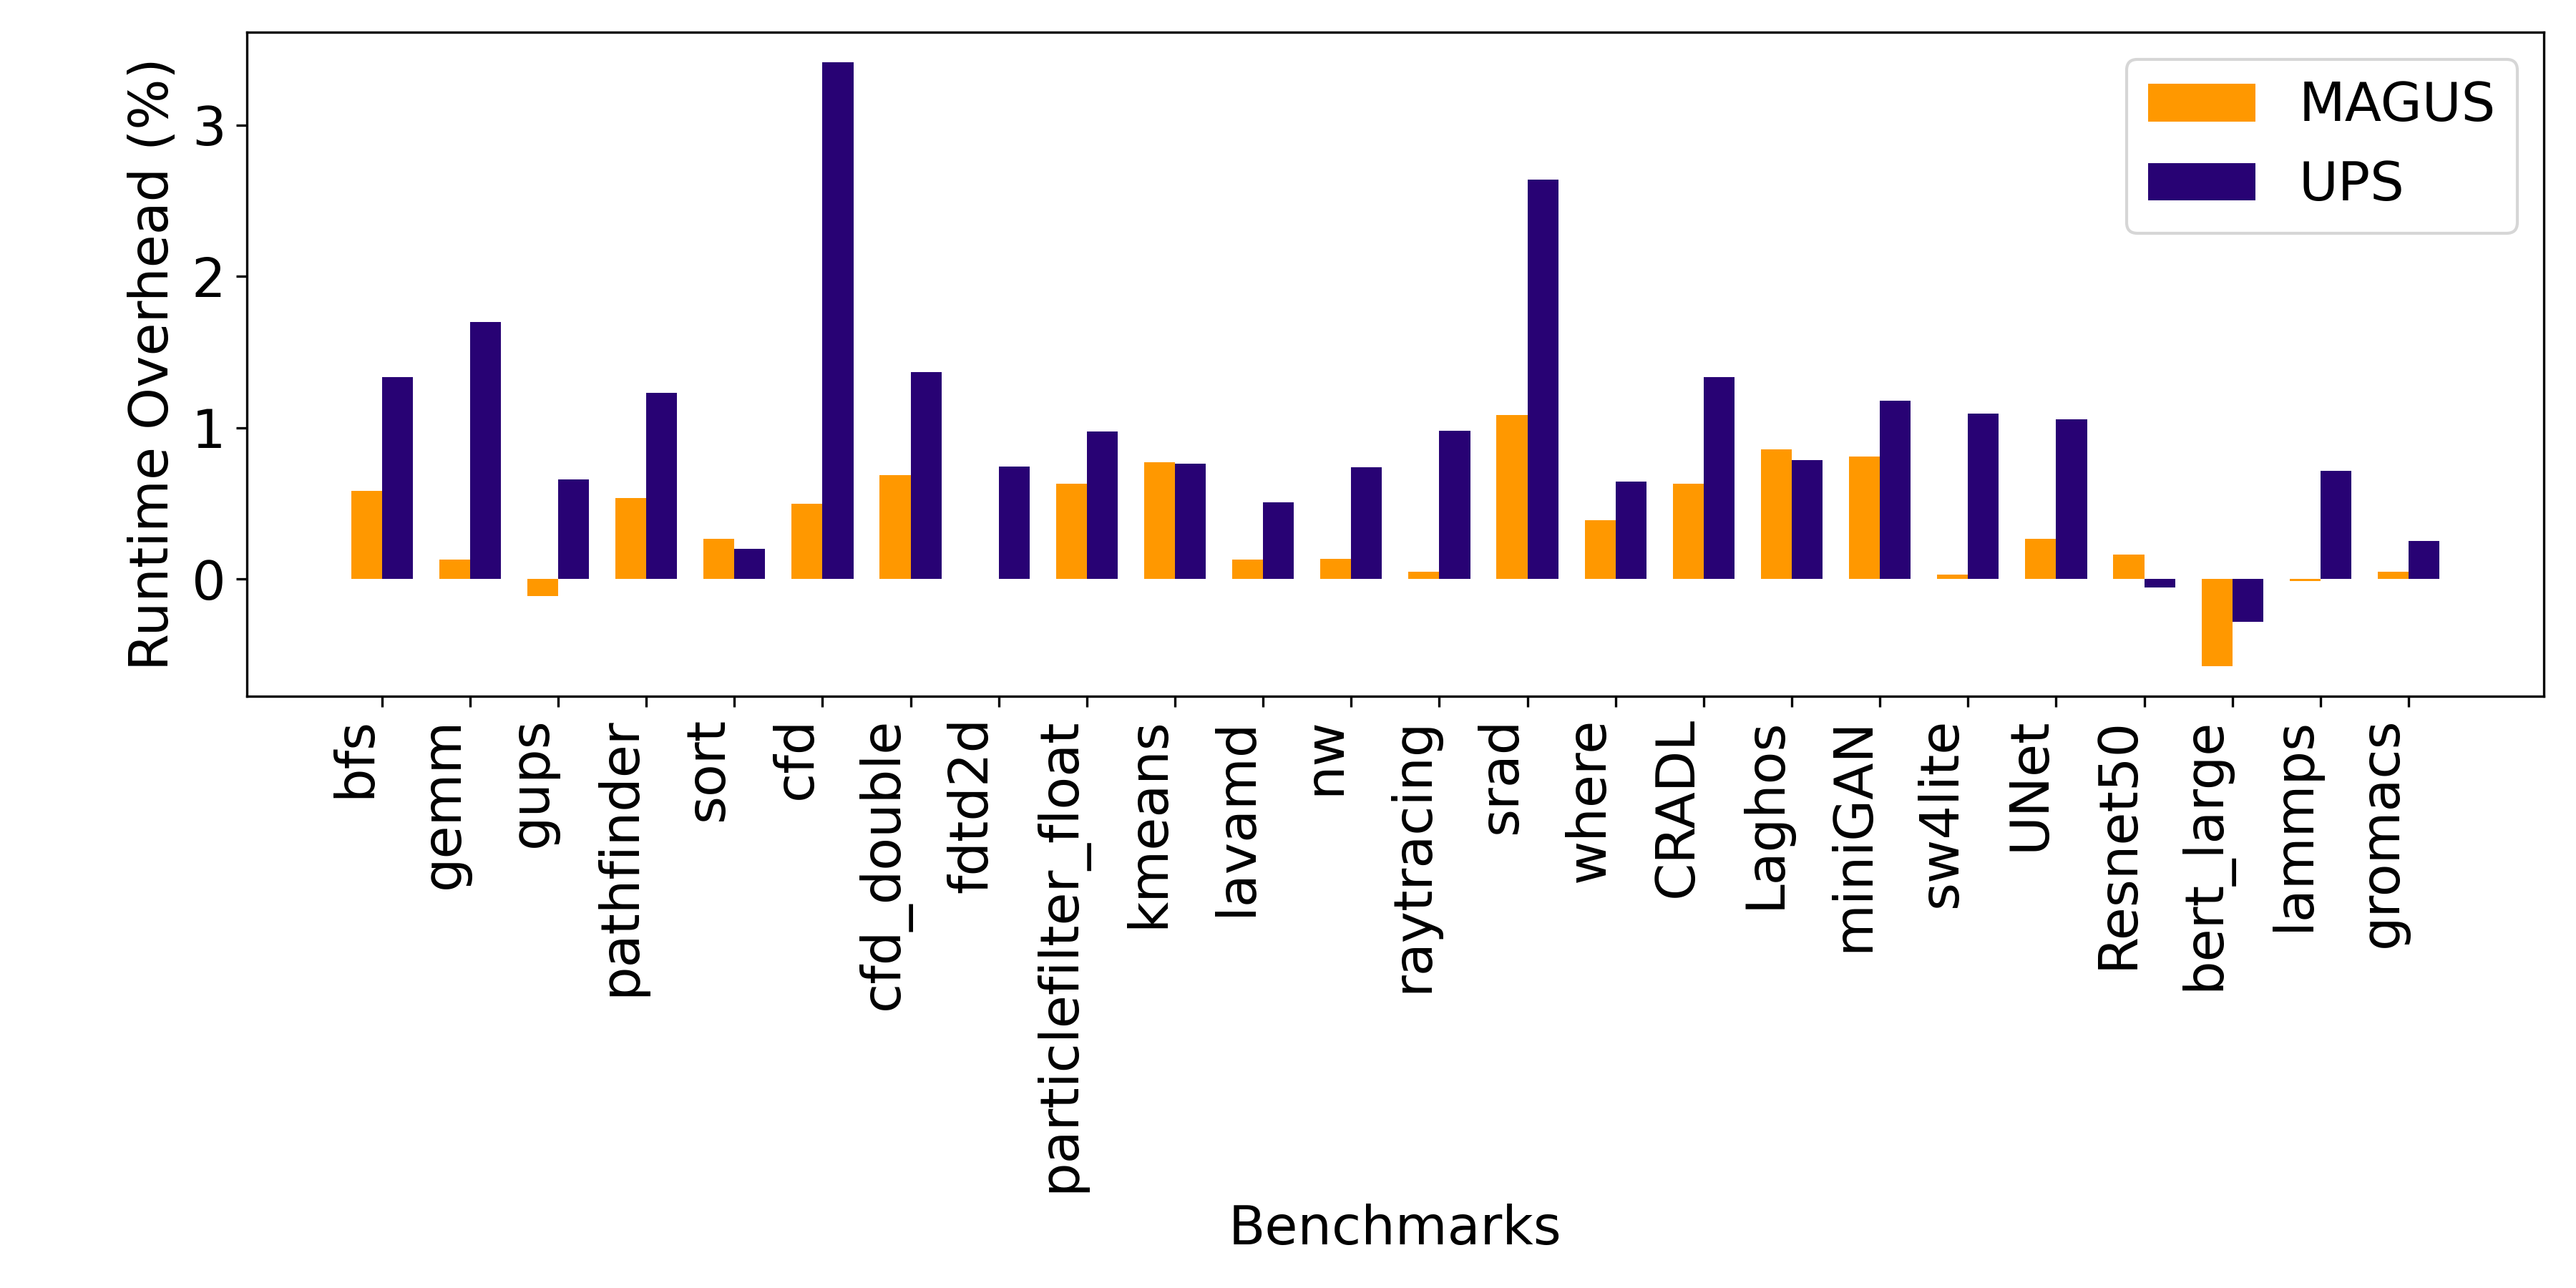 Runtime Overhead (%)
3
2
1
0
MAGUS
UPS
bfs
gemm
gups
pathfinder
sort
cfd
cfd_double
fdtd2d
particlefilter_float
kmeans
lavamd
nw
raytracing
srad
where
CRADL
Laghos
miniGAN
sw4lite
UNet
Resnet50
bert_large
lammps
gromacs
Benchmarks